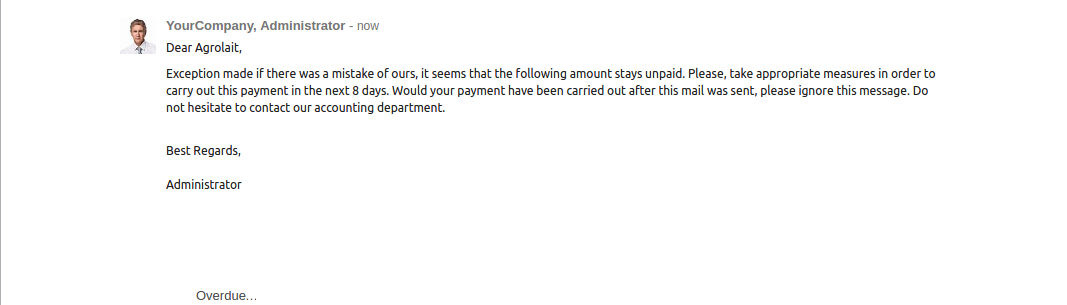 YourCompany, Administrator - now
Dear Agrolait,
Exception made if there was a mistake of ours, it seems that the following amount stays unpaid. Please, take appropriate measures in order to
carry out this payment in the next 8 days. Would your payment have been carried out after this mail was sent, please ignore this message. Do
not hesitate to contact our accounting department.
Best Regards,
Administrator
Overdue...